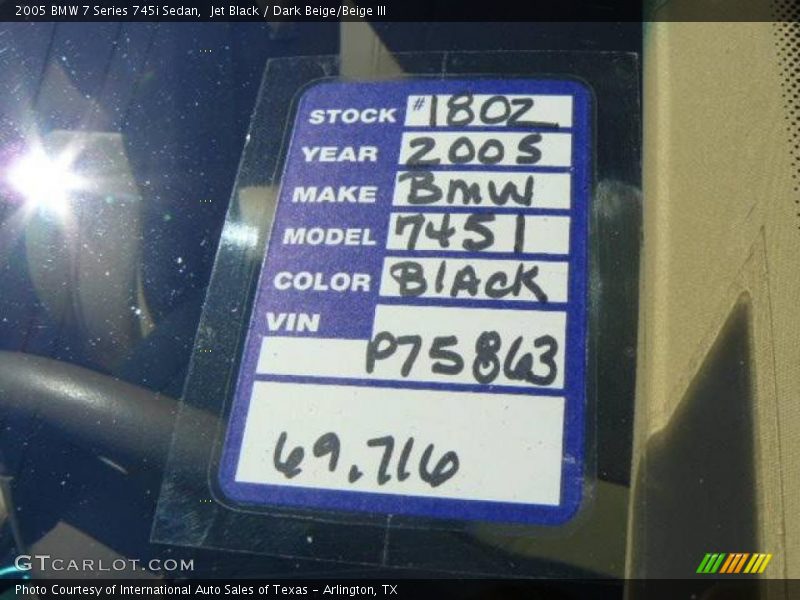 2005 BMW 7 Series 745i Sedan,  Jet Black / Dark Beige/Beige III
STOCK #1802
YEAR 2005
MAKE BMW
MODEL 745I
COLOR BlACK
VIN
P75863
69.716
GTCARLOT.COM
Photo Courtesy of International Auto Sales of Texas - Arlington, TX